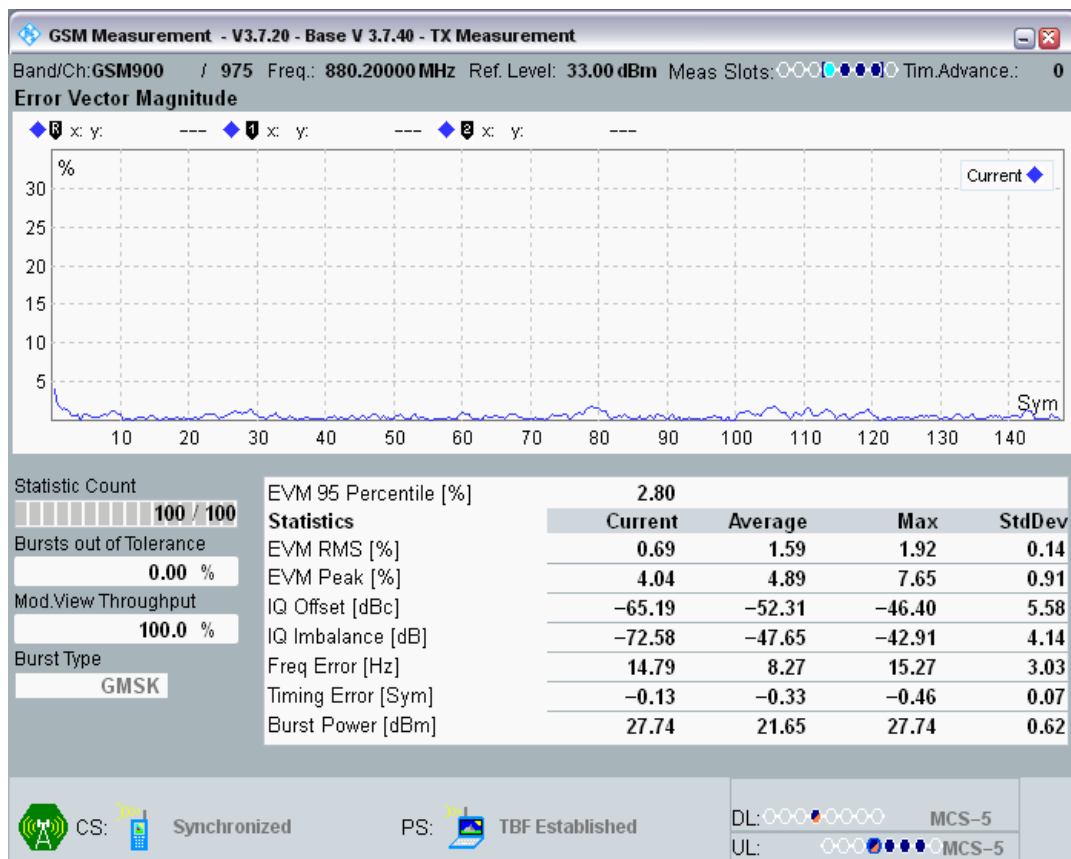 GSM Measurement - V3.7.20 - Base V 3.7.40 - TX Measurement
Band/Ch:GSM900 / 975 Freq.: 880.20000 MHz Ref. Level: 33.00 dBm Meas Slots: Tim.Advance.: 0
Error Vector Magnitude
R x: y: --- 1 x: y: --- 2 x: y: ---
%
Current
30
25
20
15
10
5
Sym
10 20 30 40 50 60 70 80 90 100 110 120 130 140
Statistic Count
100 / 100
Bursts out of Tolerance
0.00 %
Mod.View Throughput
100.0 %
Burst Type
GMSK
EVM 95 Percentile [%] 2.80
Statistics Current Average Max StdDev
EVM RMS [%] 0.69 1.59 1.92 0.14
EVM Peak [%] 4.04 4.89 7.65 0.91
IQ Offset [dBc] −65.19 −52.31 −46.40 5.58
IQ Imbalance [dB] −72.58 −47.65 −42.91 4.14
Freq Error [Hz] 14.79 8.27 15.27 3.03
Timing Error [Sym] −0.13 −0.33 −0.46 0.07
Burst Power [dBm] 27.74 21.65 27.74 0.62
CS: Synchronized PS: TBF Established
DL: MCS−5
UL: MCS−5